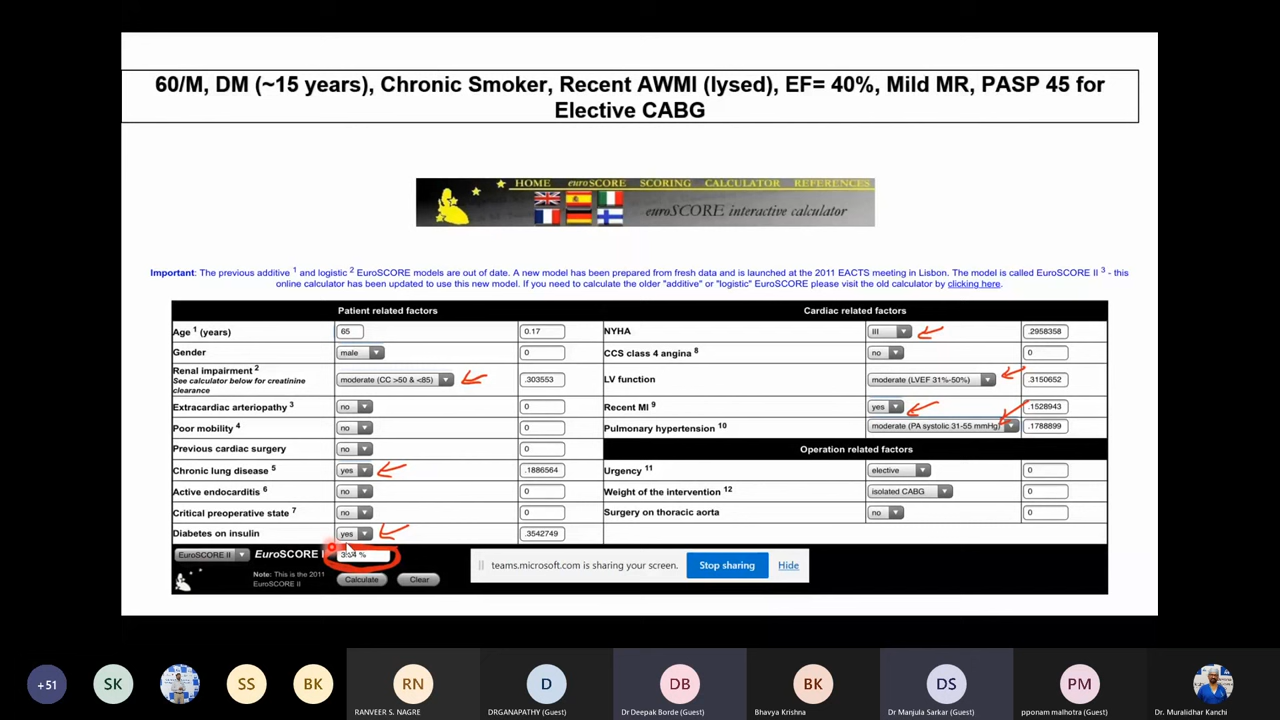 60/M, DM (~15 years), Chronic Smoker, Recent AWMI (lysed), EF= 40%, Mild MR, PASP 45 for
Elective CABG
HOME euroSCORE SCORING CALCULATOR REFERENCES
euroSCORE interactive calculator
Important: The previous additive 1 and logistic 2 EuroSCORE models are out of date. A new model has been prepared from fresh data and is launched at the 2011 EACTS meeting in Lisbon. The model is called EuroSCORE II 3 - this
online calculator has been updated to use this new model. If you need to calculate the older "additive" or "logistic" EuroSCORE please visit the old calculator by clicking here.
Patient related factors Cardiac related factors
Age 1 (years) 65 0.17 NYHA III .2958358
Gender male 0 CCS class 4 angina 8 no 0
Renal impairment 2
See calculator below for creatinine
clearance
moderate (CC >50 & <85) .303553 LV function moderate (LVEF 31%-50%) .3150652
Extracardiac arteriopathy 3 no 0 Recent MI 9 yes .1528943
Poor mobility 4 no 0 Pulmonary hypertension 10 moderate (PA systolic 31-55 mmHg) .1788899
Previous cardiac surgery no 0 Operation related factors
Chronic lung disease 5 yes .1886564 Urgency 11 elective 0
Active endocarditis 6 no 0 Weight of the intervention 12 isolated CABG 0
Critical preoperative state 7 no 0 Surgery on thoracic aorta no 0
Diabetes on insulin yes .3542749
EuroSCORE II EuroSCORE %
Note: This is the 2011
EuroSCORE II
Calculate Clear
teams.microsoft.com is sharing your screen. Stop sharing Hide
+51 SK SS BK RN D DB BK DS PM
RANVEER S. NAGRE DRGANAPATHY (Guest) Dr Deepak Borde (Guest) Bhavya Krishna Dr Manjula Sarkar (Guest) pponam malhotra (Guest) Dr. Muralidhar Kanchi